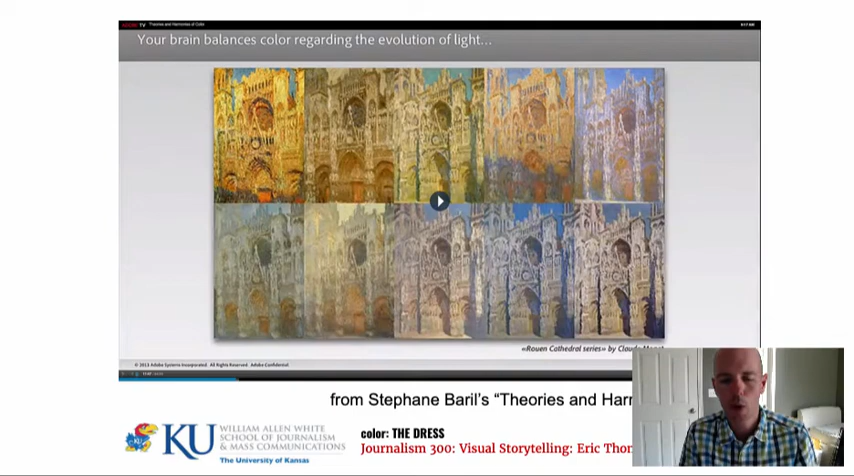 TV Theories and Harmonies of Color
Your brain balances color regarding the evolution of light...
«Rouen Cathedral series» by Claude
© 2013 Adobe Systems Incorporated. All Rights Reserved. Adobe Confidential.
from Stephane Baril's "Theories and Harr
KU WILLIAM ALLEN WHITE
SCHOOL OF JOURNALISM
& MASS COMMUNICATIONS
The University of Kansas
color: THE DRESS
Journalism 300: Visual Storytelling: Eric Thom